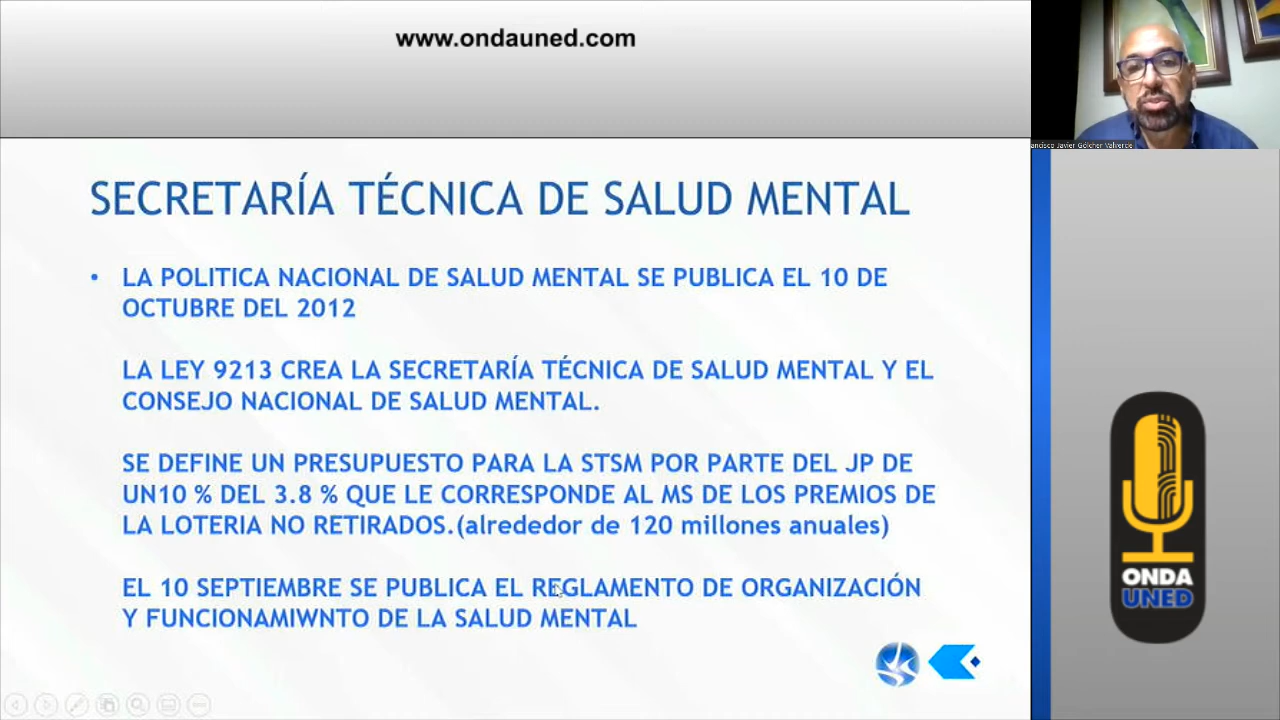 www.ondauned.com
ancisco Javier Gólcher Valverde
SECRETARÍA TÉCNICA DE SALUD MENTAL
• LA POLITICA NACIONAL DE SALUD MENTAL SE PUBLICA EL 10 DE
OCTUBRE DEL 2012
LA LEY 9213 CREA LA SECRETARÍA TÉCNICA DE SALUD MENTAL Y EL
CONSEJO NACIONAL DE SALUD MENTAL.
SE DEFINE UN PRESUPUESTO PARA LA STSM POR PARTE DEL JP DE
UN10 % DEL 3.8 % QUE LE CORRESPONDE AL MS DE LOS PREMIOS DE
LA LOTERIA NO RETIRADOS.(alrededor de 120 millones anuales)
EL 10 SEPTIEMBRE SE PUBLICA EL REGLAMENTO DE ORGANIZACIÓN
Y FUNCIONAMIWNTO DE LA SALUD MENTAL
ONDA
UNED